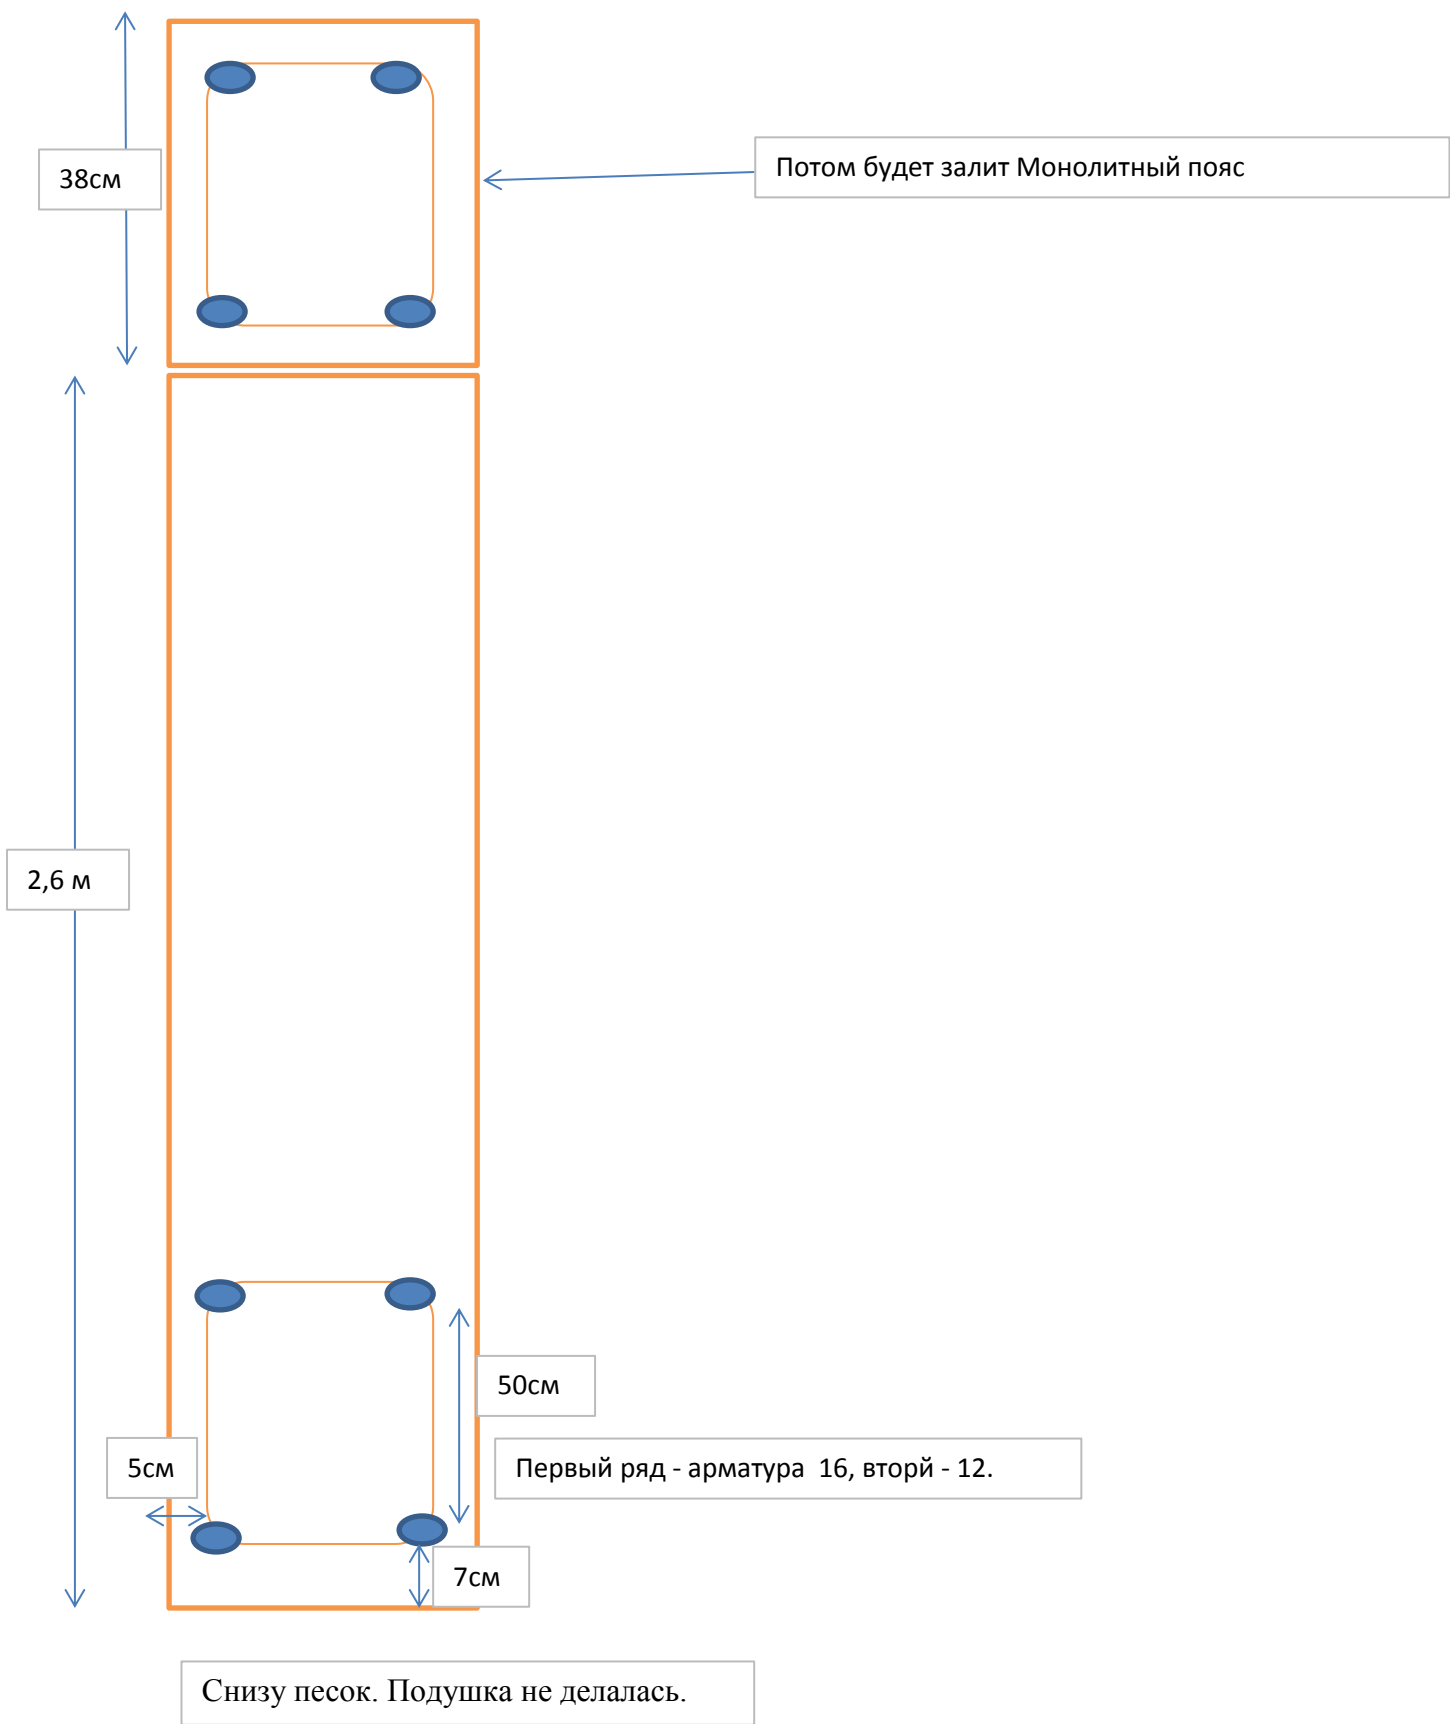 38см
Потом будет залит Монолитный пояс
2,6 м
50см
5см
Первый ряд - арматура 16, вторй - 12.
7см
Снизу песок. Подушка не делалась.